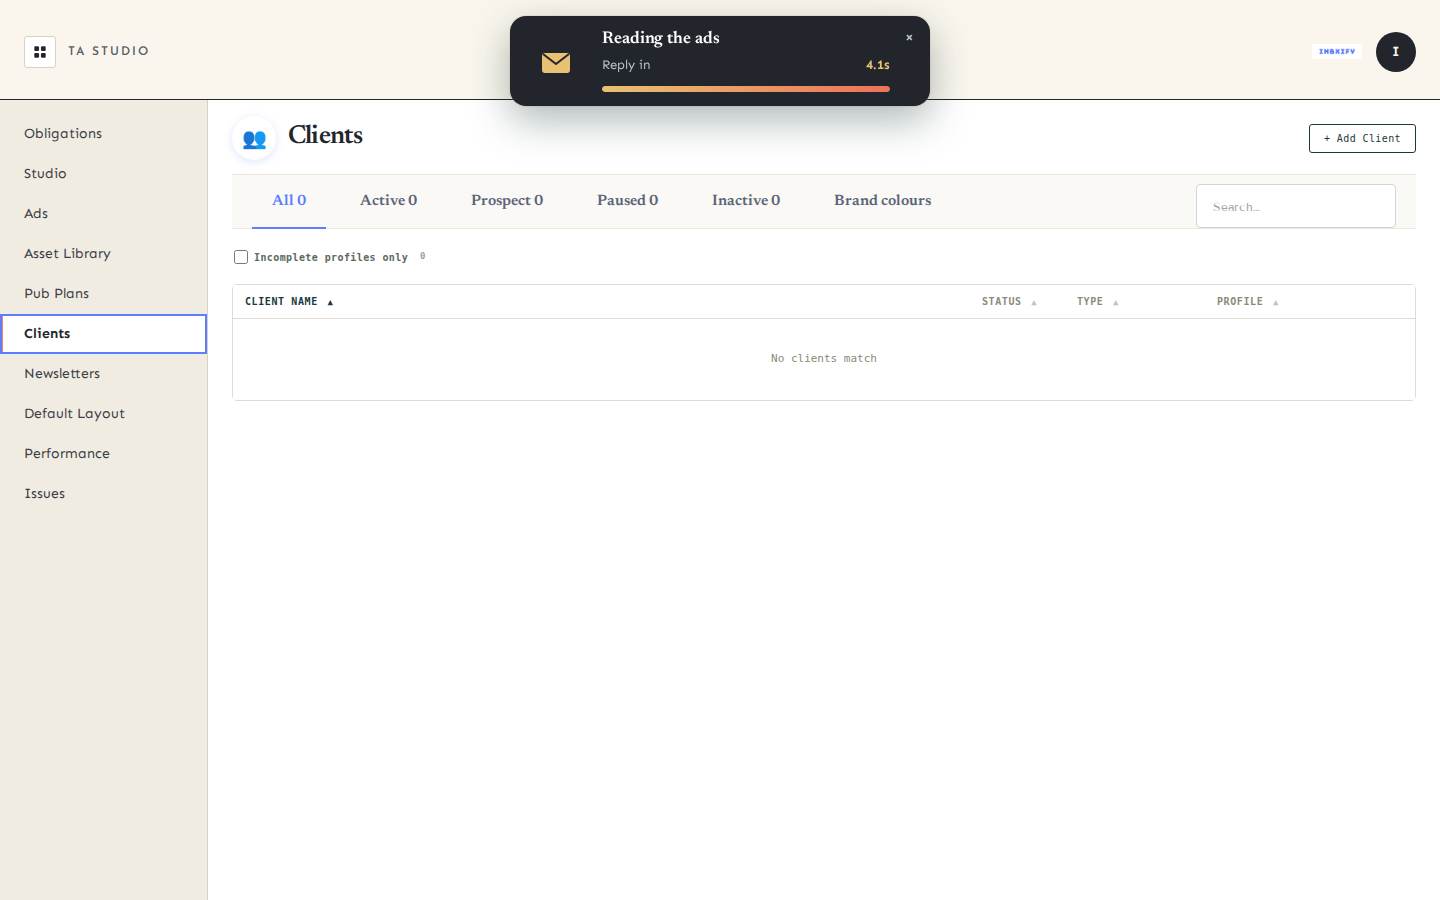 TA STUDIO
Reading the ads
×
Reply in 4.1s
INBXIFY
I
Obligations
Studio
Ads
Asset Library
Pub Plans
Clients
Newsletters
Default Layout
Performance
Issues
👥 Clients
+ Add Client
All 0 Active 0 Prospect 0 Paused 0 Inactive 0 Brand colours
Search…
Incomplete profiles only 0
CLIENT NAME ▲ STATUS ▲ TYPE ▲ PROFILE ▲
No clients match